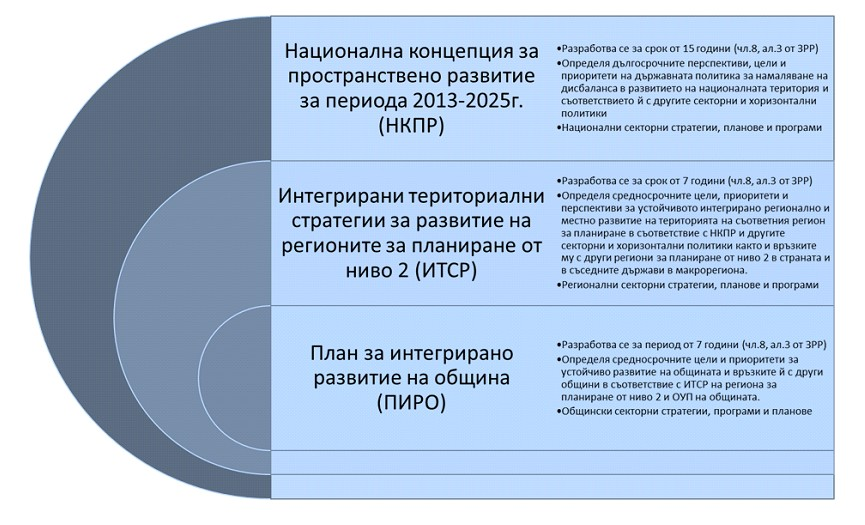 Национална концепция за
пространствено развитие
за периода 2013-2025г.
(НКПР)
•Разработва се за срок от 15 години (чл.8, ал.3 от ЗРР)
•Определя дългосрочните перспективи, цели и
приоритети на държавната политика за намаляване на
дисбаланса в развитието на националната територия и
съответствието й с другите секторни и хоризонтални
политики
•Национални секторни стратегии, планове и програми
Интегрирани териториални
стратегии за развитие на
регионите за планиране от
ниво 2 (ИТСР)
•Разработва се за срок от 7 години (чл.8, ал.3 от ЗРР)
•Определя средносрочните цели, приоритети и
перспективи за устойчивото интегрирано регионално и
местно развитие на територията на съответния регион
за планиране в съответствие с НКПР и другите
секторни и хоризонтални политики както и връзките
му с други региони за планиране от ниво 2 в страната и
в съседните държави в макрорегиона.
•Регионални секторни стратегии, планове и програми
План за интегрирано
развитие на община
(ПИРО)
•Разработва се за период от 7 години (чл.8, ал.3 от ЗРР)
•Определя средносрочните цели и приоритети за
устойчиво развитие на общината и връзките й с други
общини в съответствие с ИТСР на региона за
планиране от ниво 2 и ОУП на общината.
•Общински секторни стратегии, програми и планове